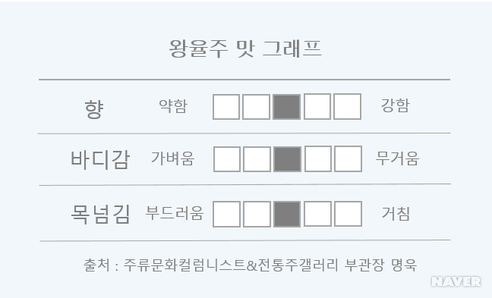 왕율주 맛 그래프
향 약함 강함
바디감 가벼움 무거움
목넘김 부드러움 거침
출처 : 주류문화컬럼니스트&전통주갤러리 부관장 명욱
NAVER